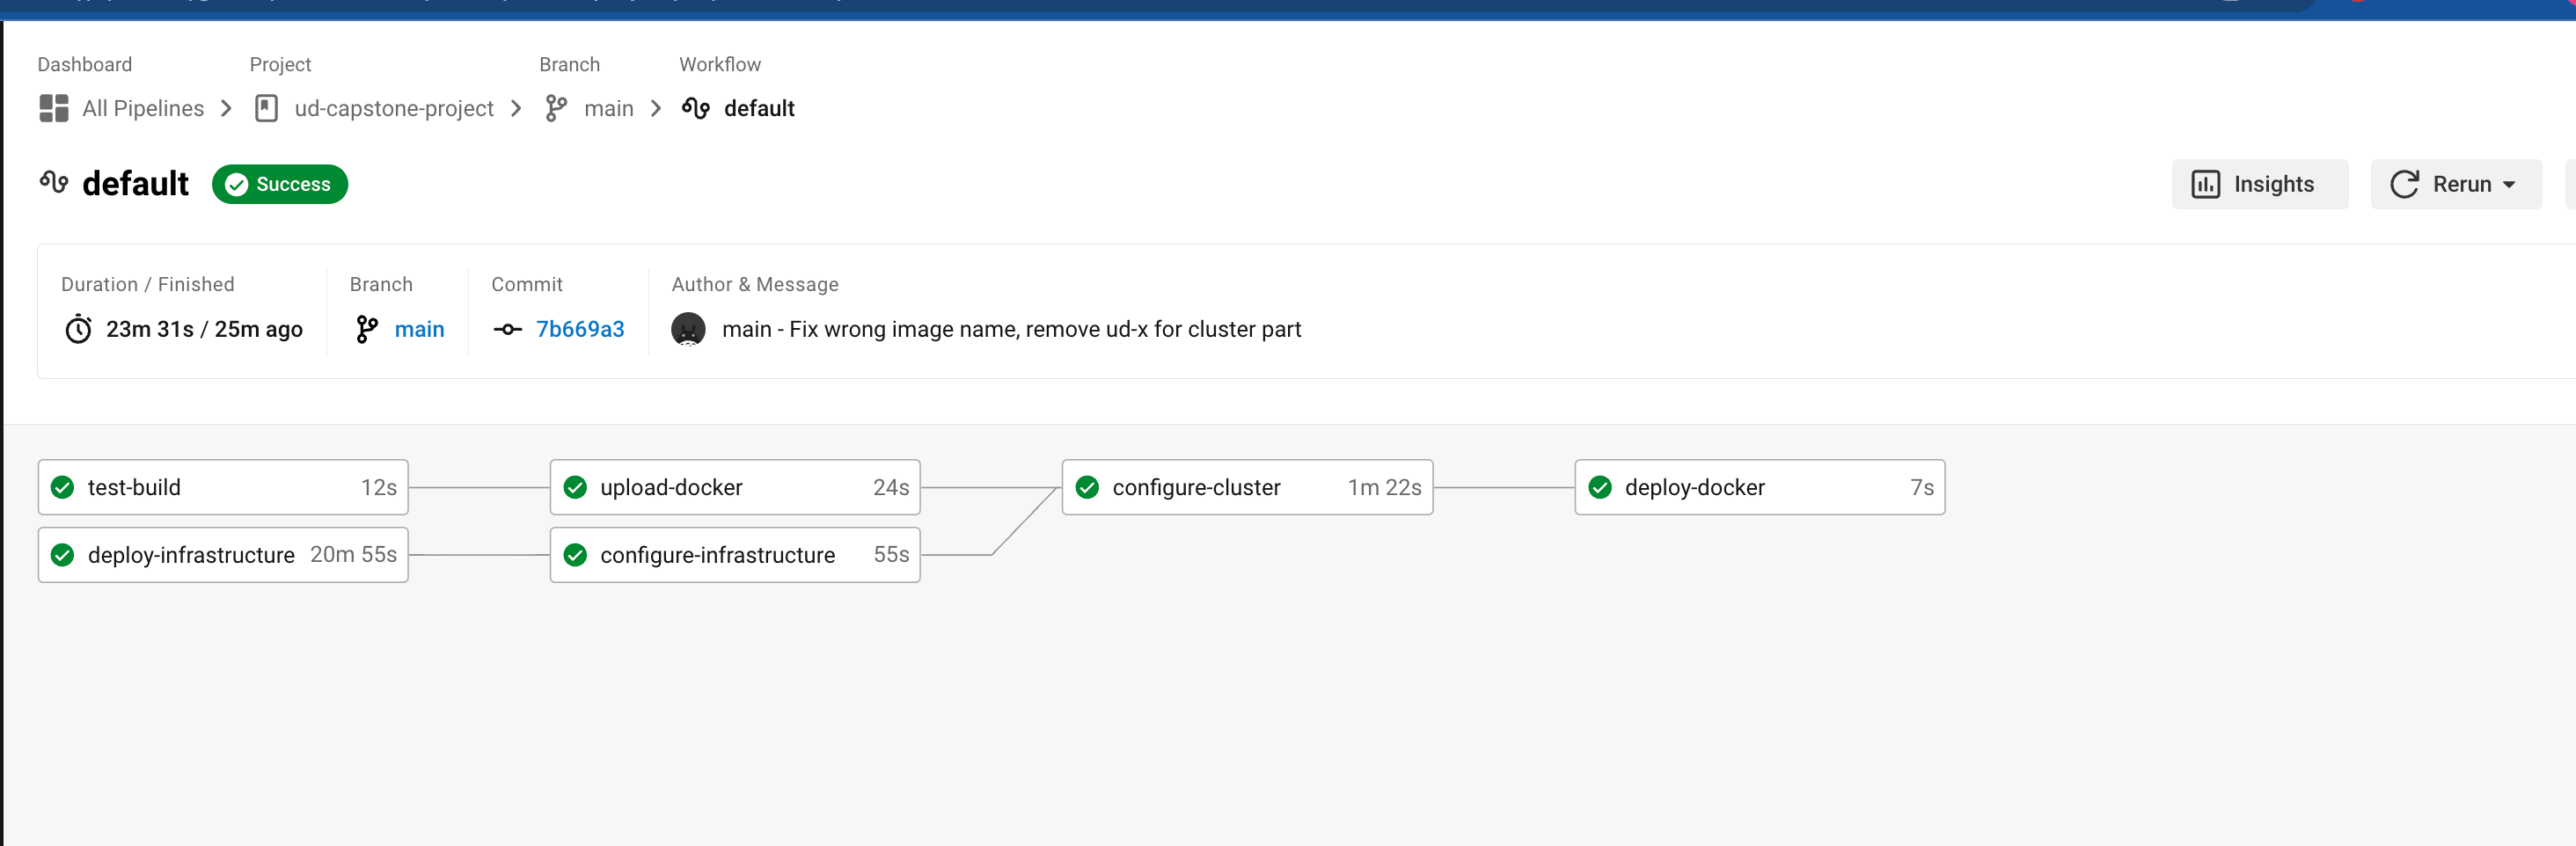 Dashboard Project Branch Workflow
All Pipelines ud-capstone-project main default
default Success Insights Rerun
Duration / Finished Branch Commit Author & Message
23m 31s / 25m ago main 7b669a3 main - Fix wrong image name, remove ud-x for cluster part
test-build 12s upload-docker 24s configure-cluster 1m 22s deploy-docker 7s
deploy-infrastructure 20m 55s configure-infrastructure 55s